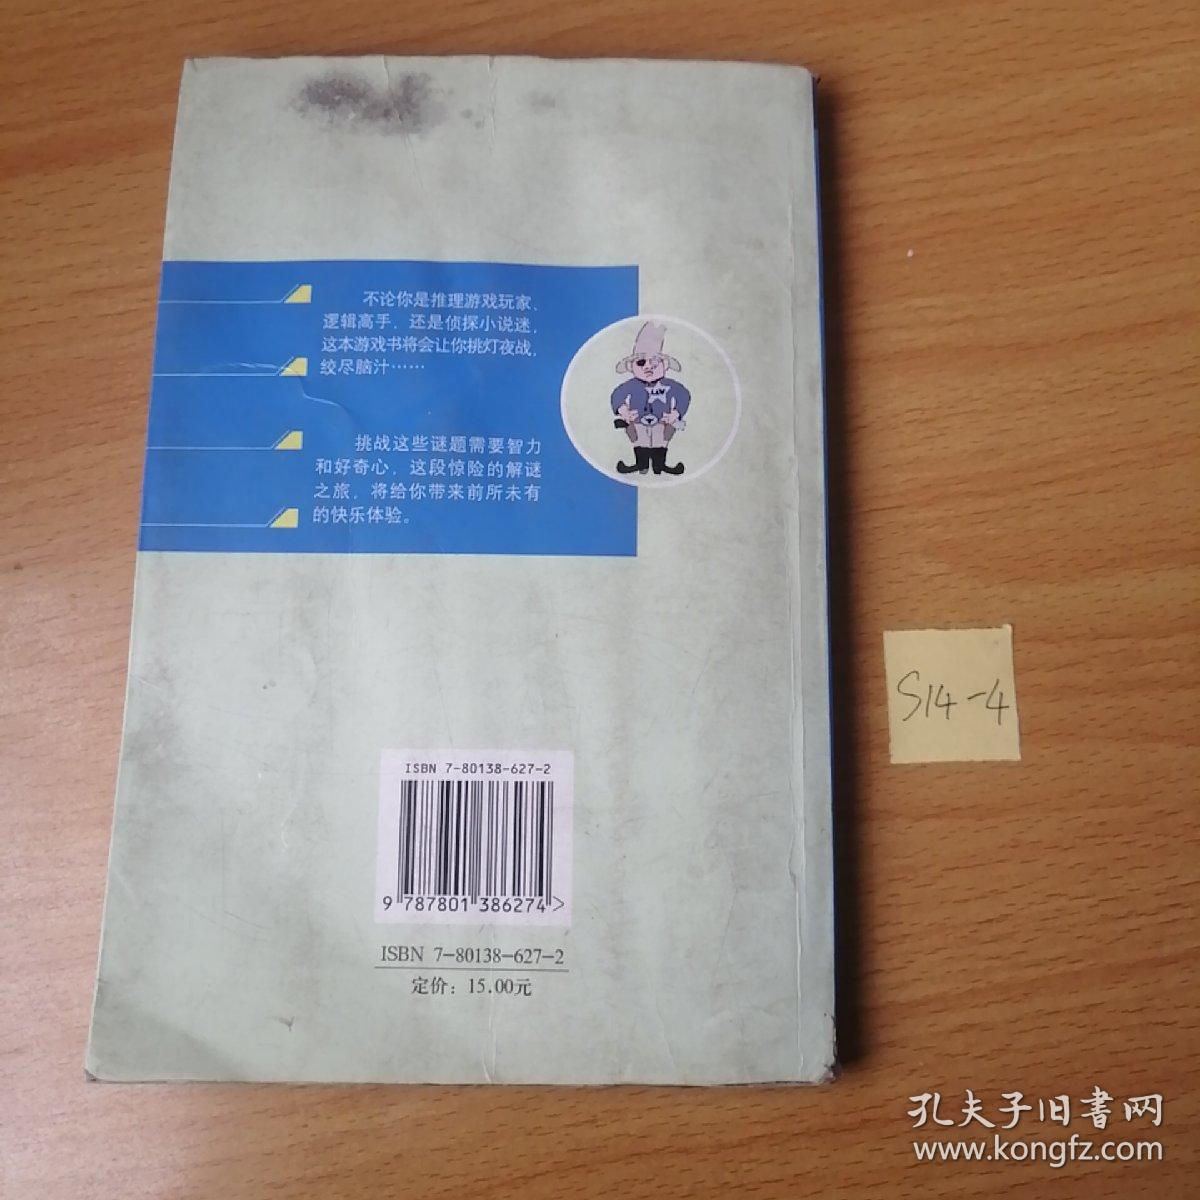 不论你是推理游戏玩家、
逻辑高手，还是侦探小说迷，
这本游戏书将会让你挑灯夜战，
绞尽脑汁……
挑战这些谜题需要智力
和好奇心，这段惊险的解谜
之旅，将给你带来前所未有
的快乐体验。
ISBN 7-80138-627-2
9 787801 386274 >
ISBN 7-80138-627-2
定价：15.00元
S14-4
孔夫子旧書网
www.kongfz.com